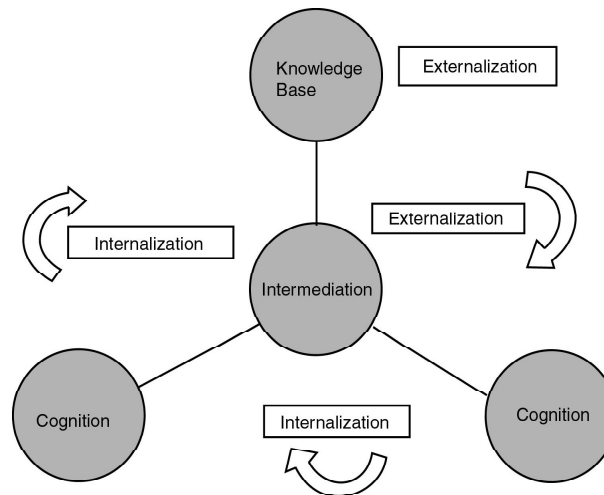 Knowledge
Base
Externalization
Externalization
Internalization
Intermediation
Cognition
Internalization
Cognition